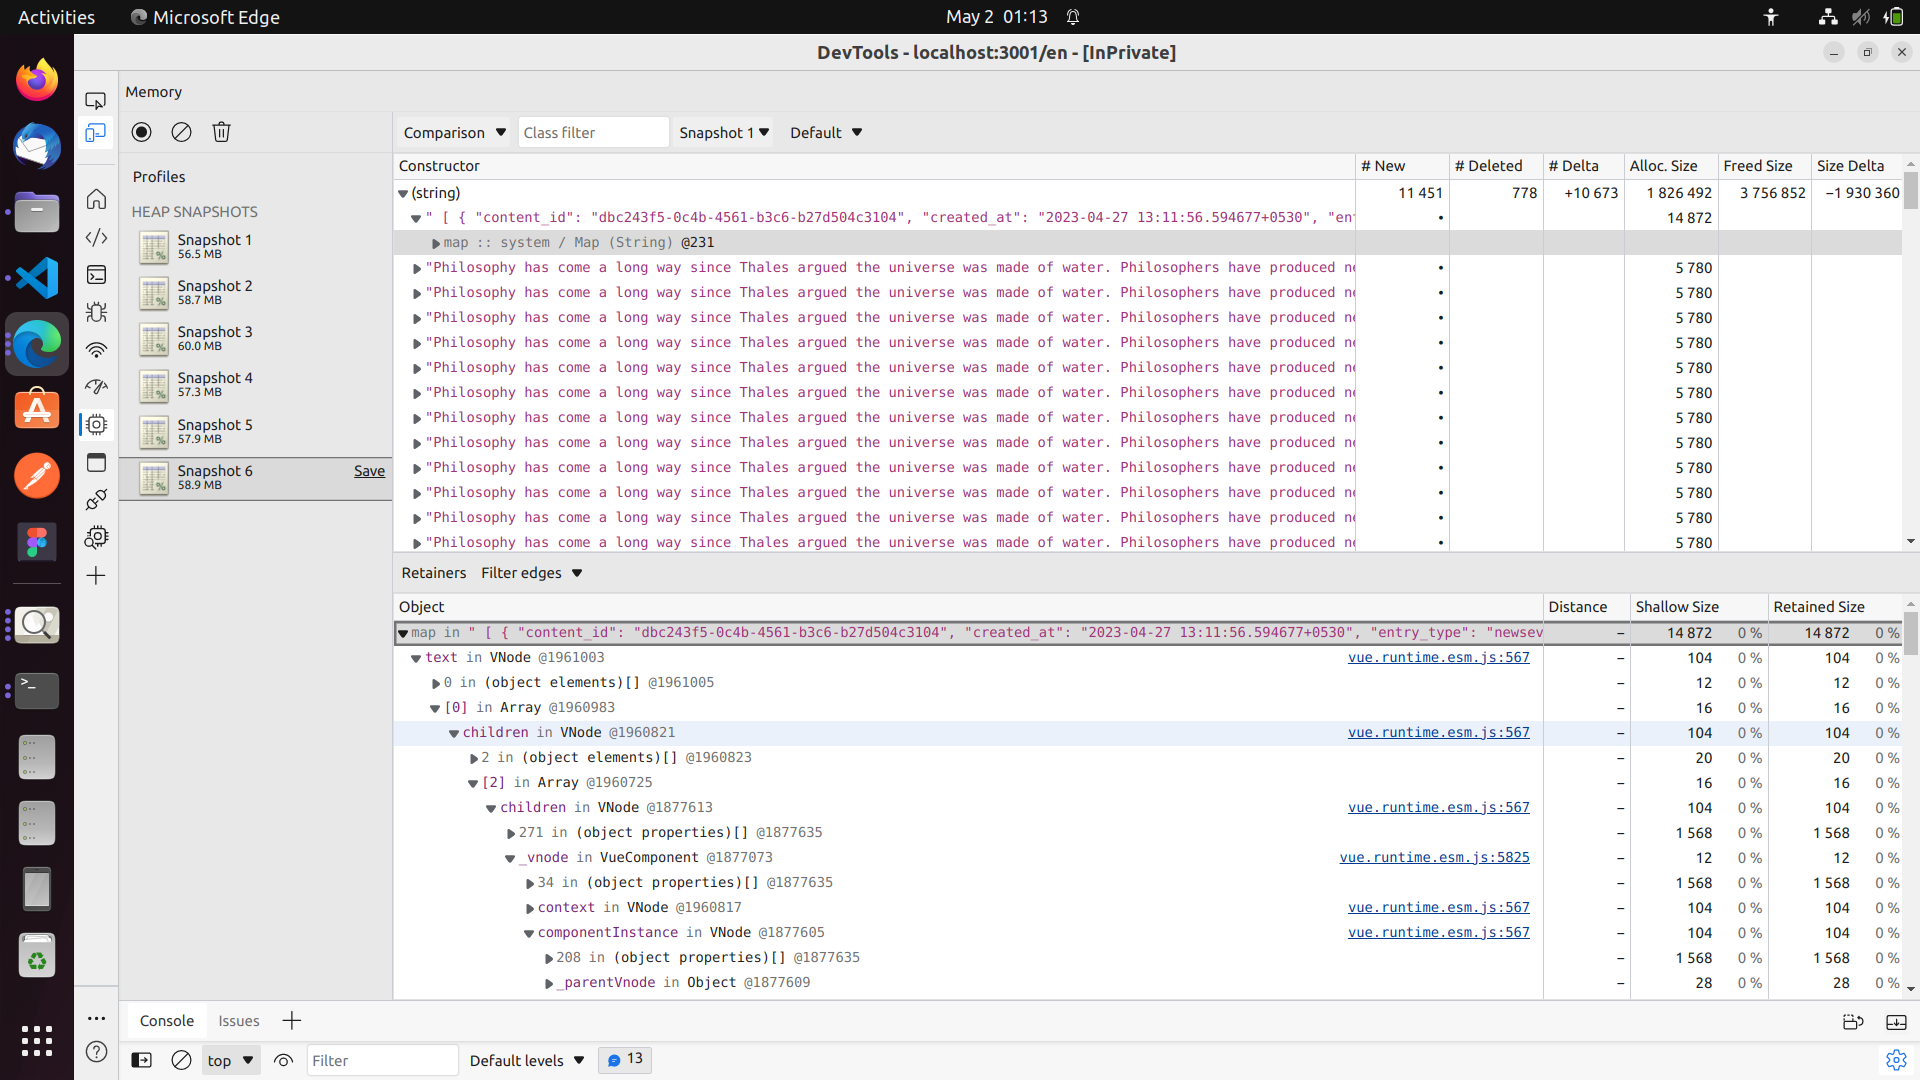 Activities
Microsoft Edge
May 2 01:13
DevTools - localhost:3001/en - [InPrivate]
Memory
Comparison
Class filter
Snapshot 1
Default
Profiles
HEAP SNAPSHOTS
Snapshot 1
56.5 MB
Snapshot 2
58.7 MB
Snapshot 3
60.0 MB
Snapshot 4
57.3 MB
Snapshot 5
57.9 MB
Snapshot 6
58.9 MB
Save
Constructor # New # Deleted # Delta Alloc. Size Freed Size Size Delta
(string) 11 451 778 +10 673 1 826 492 3 756 852 −1 930 360
" [ { "content_id": "dbc243f5-0c4b-4561-b3c6-b27d504c3104", "created_at": "2023-04-27 13:11:56.594677+0530", "ent • 14 872
map :: system / Map (String) @231
"Philosophy has come a long way since Thales argued the universe was made of water. Philosophers have produced ne • 5 780
"Philosophy has come a long way since Thales argued the universe was made of water. Philosophers have produced ne • 5 780
"Philosophy has come a long way since Thales argued the universe was made of water. Philosophers have produced ne • 5 780
"Philosophy has come a long way since Thales argued the universe was made of water. Philosophers have produced ne • 5 780
"Philosophy has come a long way since Thales argued the universe was made of water. Philosophers have produced ne • 5 780
"Philosophy has come a long way since Thales argued the universe was made of water. Philosophers have produced ne • 5 780
"Philosophy has come a long way since Thales argued the universe was made of water. Philosophers have produced ne • 5 780
"Philosophy has come a long way since Thales argued the universe was made of water. Philosophers have produced ne • 5 780
"Philosophy has come a long way since Thales argued the universe was made of water. Philosophers have produced ne • 5 780
"Philosophy has come a long way since Thales argued the universe was made of water. Philosophers have produced ne • 5 780
"Philosophy has come a long way since Thales argued the universe was made of water. Philosophers have produced ne • 5 780
"Philosophy has come a long way since Thales argued the universe was made of water. Philosophers have produced ne • 5 780
Retainers Filter edges
Object Distance Shallow Size Retained Size
map in " [ { "content_id": "dbc243f5-0c4b-4561-b3c6-b27d504c3104", "created_at": "2023-04-27 13:11:56.594677+0530", "entry_type": "newsev – 14 872 0 % 14 872 0 %
text in VNode @1961003 vue.runtime.esm.js:567 – 104 0 % 104 0 %
0 in (object elements)[] @1961005 – 12 0 % 12 0 %
[0] in Array @1960983 – 16 0 % 16 0 %
children in VNode @1960821 vue.runtime.esm.js:567 – 104 0 % 104 0 %
2 in (object elements)[] @1960823 – 20 0 % 20 0 %
[2] in Array @1960725 – 16 0 % 16 0 %
children in VNode @1877613 vue.runtime.esm.js:567 – 104 0 % 104 0 %
271 in (object properties)[] @1877635 – 1 568 0 % 1 568 0 %
_vnode in VueComponent @1877073 vue.runtime.esm.js:5825 – 12 0 % 12 0 %
34 in (object properties)[] @1877635 – 1 568 0 % 1 568 0 %
context in VNode @1960817 vue.runtime.esm.js:567 – 104 0 % 104 0 %
componentInstance in VNode @1877605 vue.runtime.esm.js:567 – 104 0 % 104 0 %
208 in (object properties)[] @1877635 – 1 568 0 % 1 568 0 %
_parentVnode in Object @1877609 – 28 0 % 28 0 %
Console Issues
top
Filter
Default levels
13